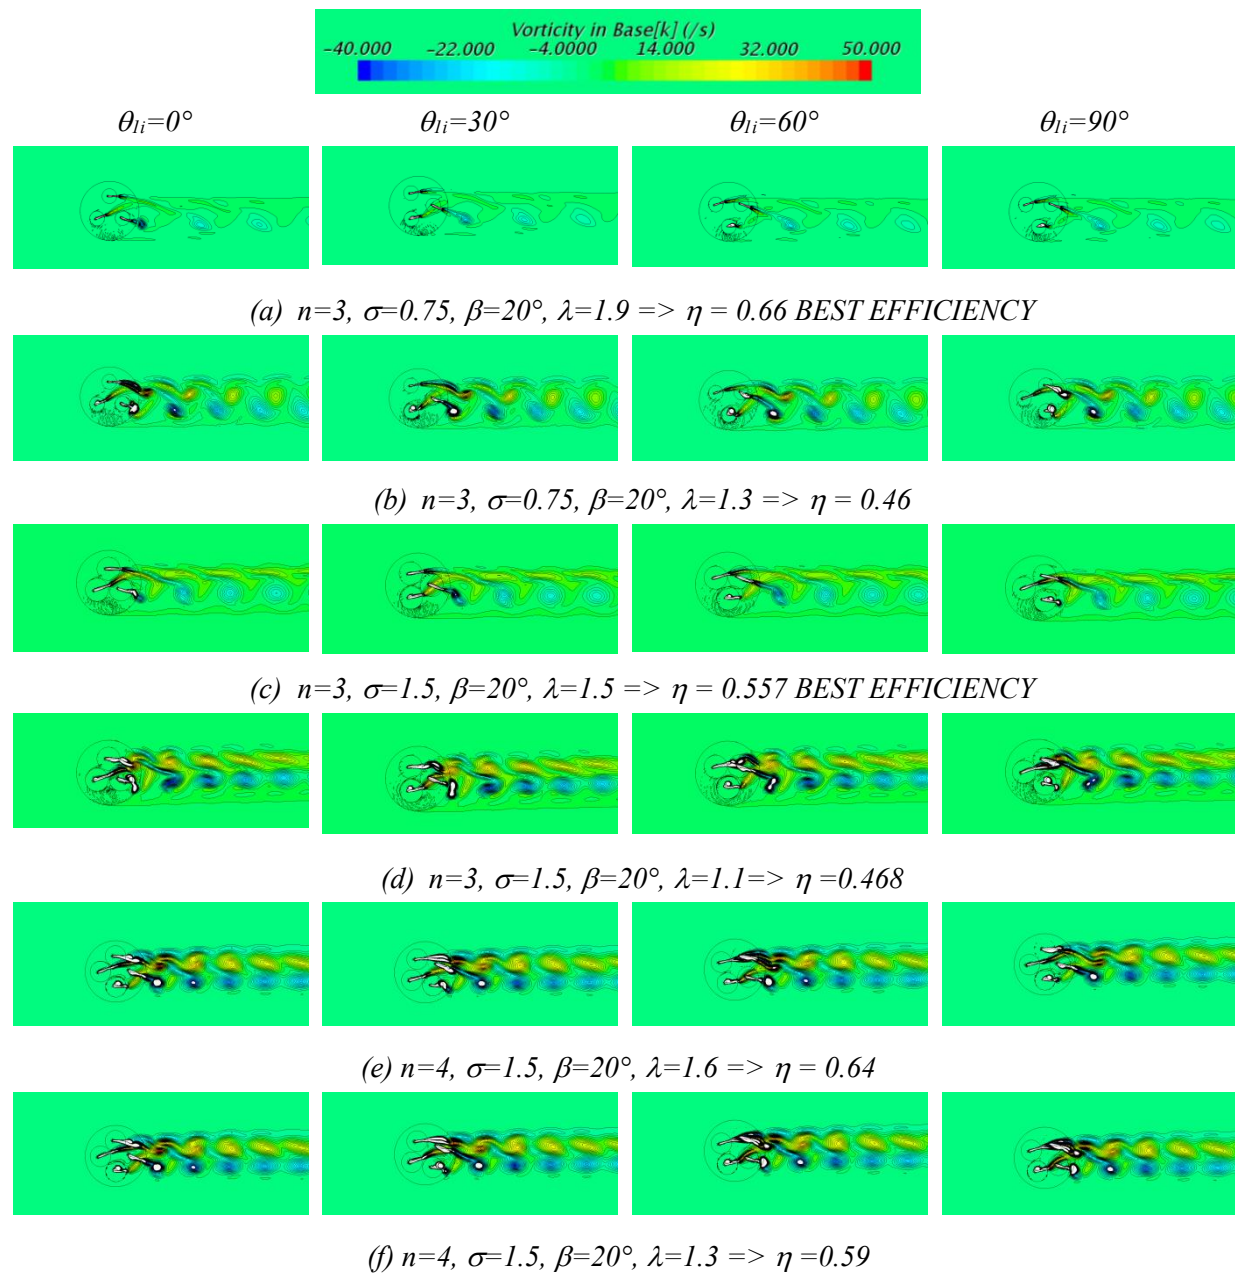 Vorticity in Base[k] (/s)
-40.000 -22.000 -4.0000 14.000 32.000 50.000
θ1i=0° θ1i=30° θ1i=60° θ1i=90°
(a) n=3, σ=0.75, β=20°, λ=1.9 => η = 0.66 BEST EFFICIENCY
(b) n=3, σ=0.75, β=20°, λ=1.3 => η = 0.46
(c) n=3, σ=1.5, β=20°, λ=1.5 => η = 0.557 BEST EFFICIENCY
(d) n=3, σ=1.5, β=20°, λ=1.1=> η =0.468
(e) n=4, σ=1.5, β=20°, λ=1.6 => η = 0.64
(f) n=4, σ=1.5, β=20°, λ=1.3 => η =0.59